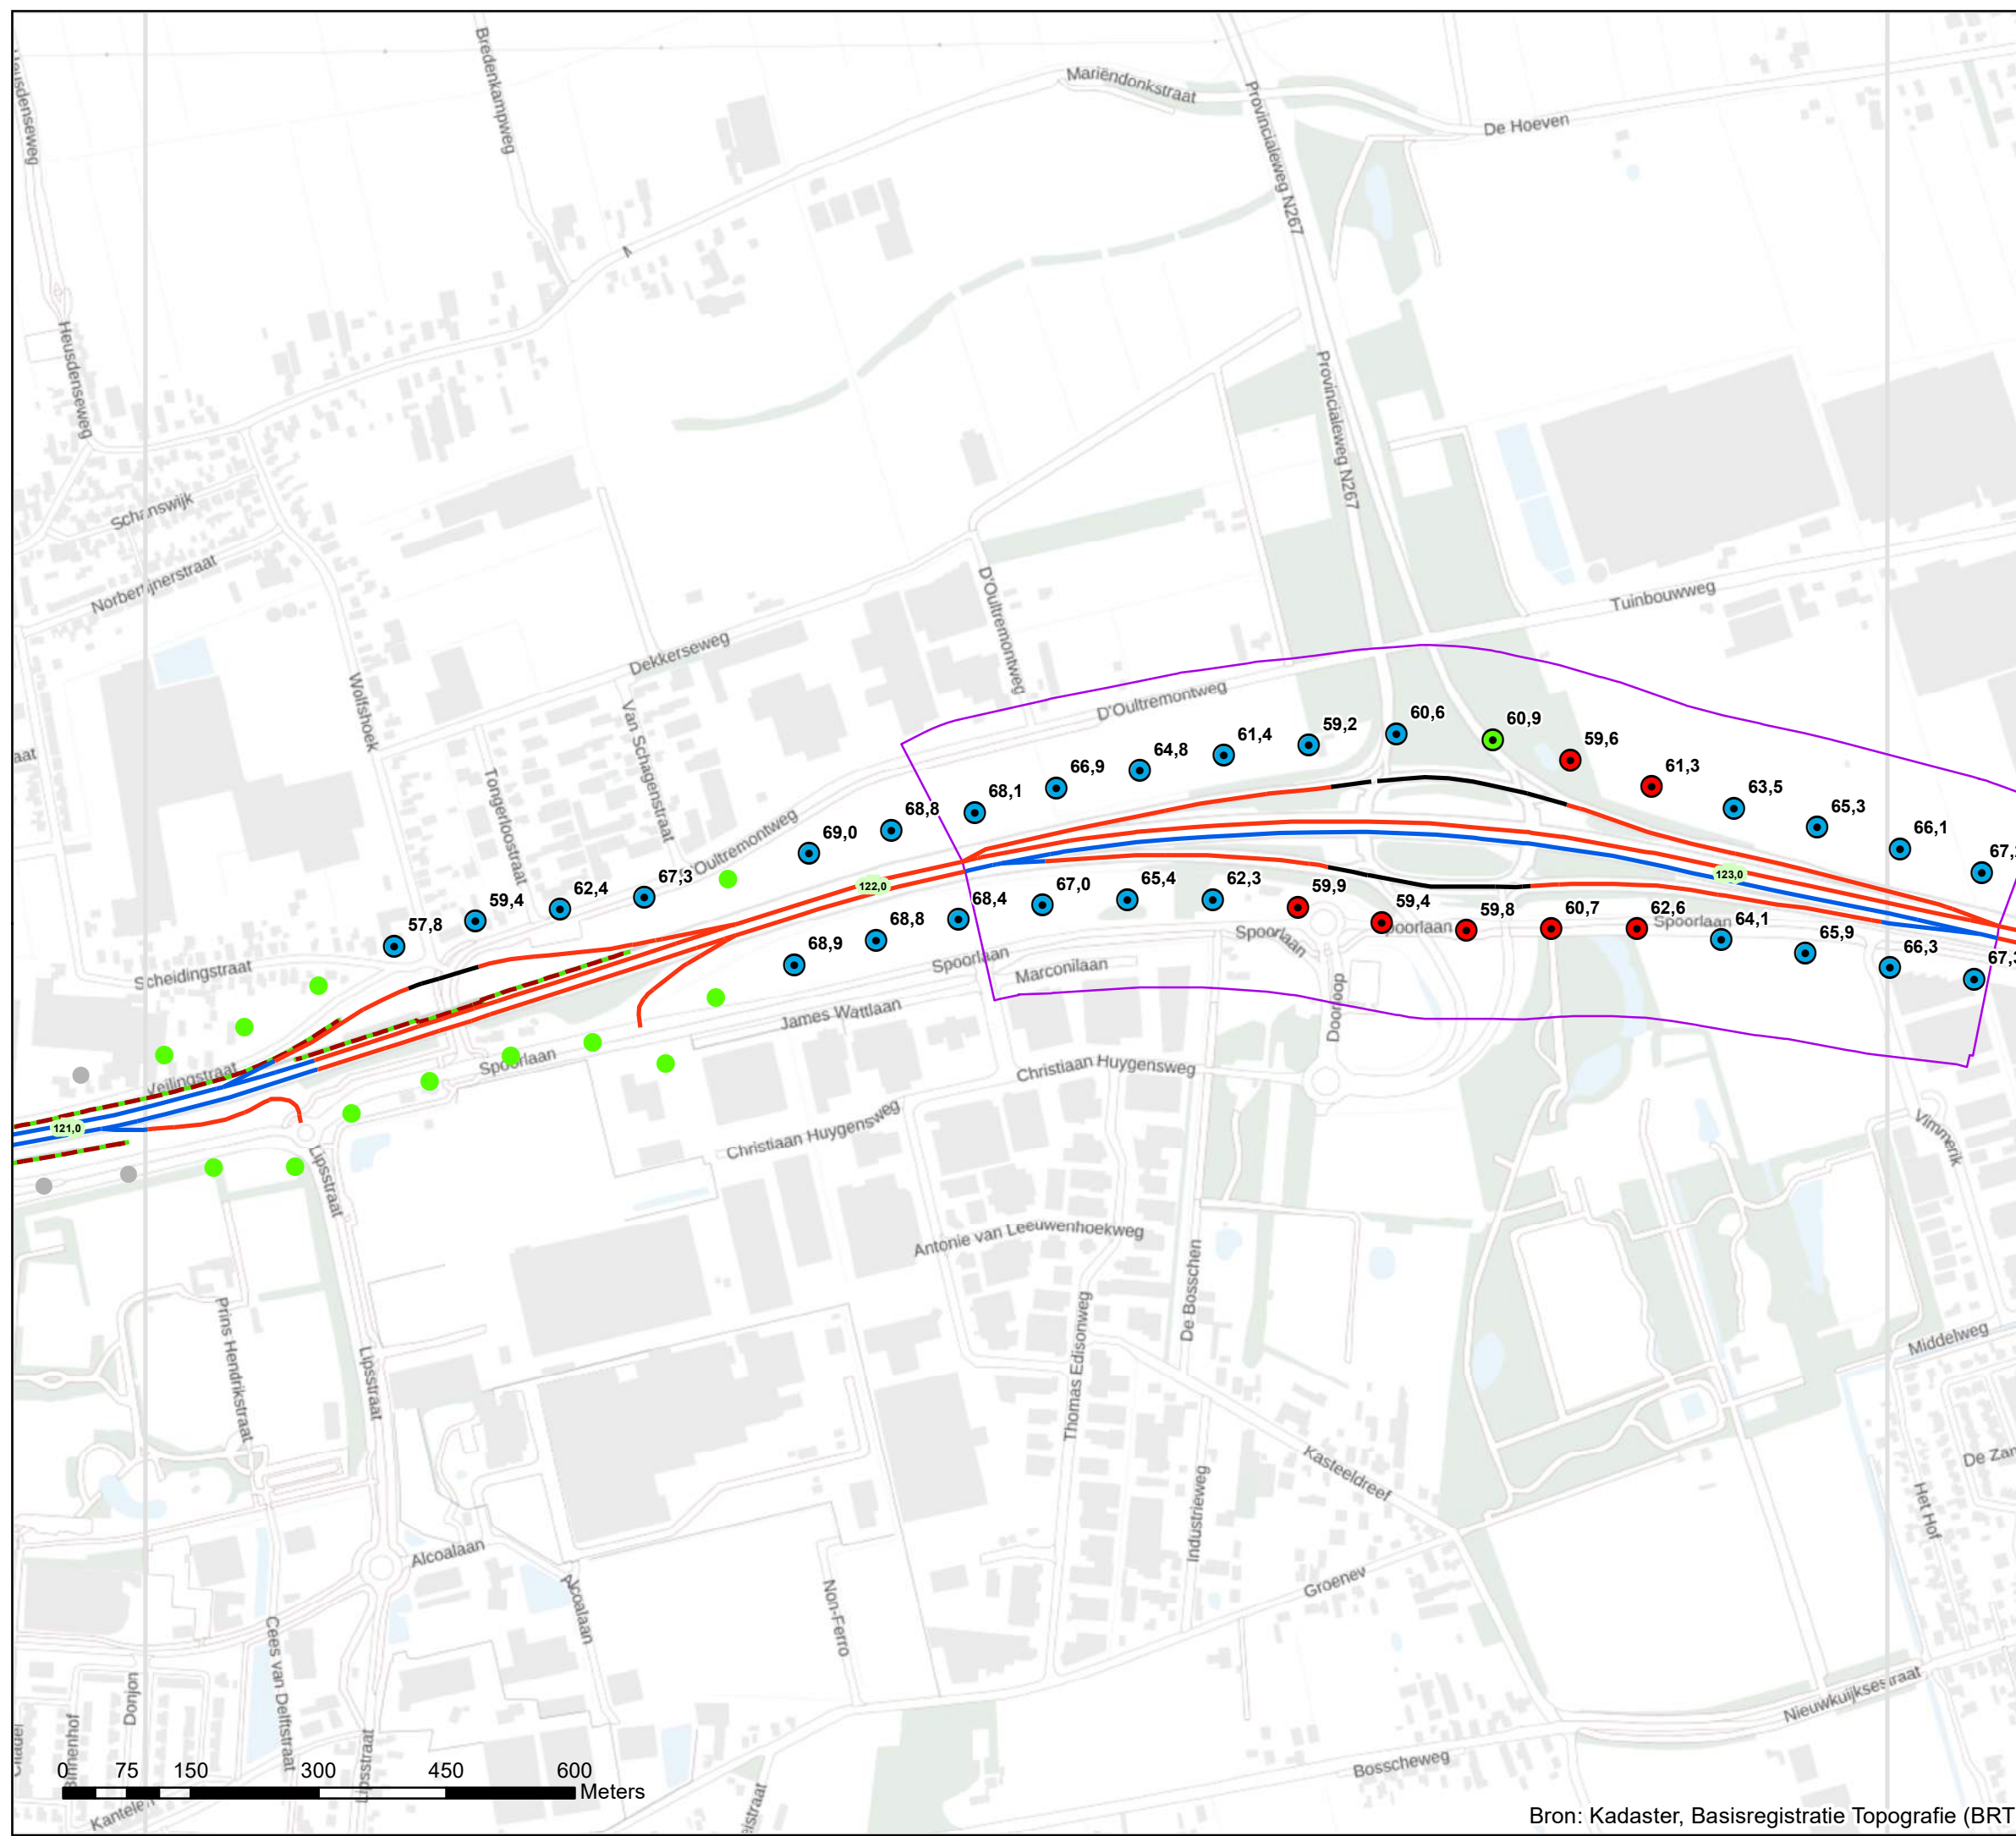 Bredenkampweg
Mariëndonkstraat
Provincialeweg N267
De Hoeven
Heusdenseweg
Provincialeweg N267
Schanswijk
Norbertijnerstraat
Tuinbouwweg
D'Oultremontweg
Dekkerseweg
Wolfshoek
Van Schagenstraat
D'Oultremontweg
Tongerloostraat
60,6
60,9
59,2
59,6
61,4
64,8
61,3
66,9
63,5
68,1
65,3
68,8
66,1
69,0
67,3
62,4
59,4
57,8
122,0
123,0
121,0
68,9
68,8
68,4
67,0
65,4
62,3
59,9
59,4
59,8
60,7
62,6
64,1
65,9
66,3
Spoorlaan
Spoorlaan
Spoorlaan
Marconilaan
Scheidingstraat
James Wattlaan
Doorloop
Spoorlaan
Veilingstraat
Christiaan Huygensweg
Christiaan Huygensweg
Lipsstraat
Vimmerik
Antonie van Leeuwenhoekweg
De Bosschen
Prins Hendrikstraat
Lipsstraat
Thomas Edisonweg
Middelweg
Kasteeldreef
Het Hof
Industrieweg
Alcoalaan
Alcoalaan
Non-Ferro
Groenev
Cees van Delftstraat
Donjon
Binnenhof
Lipsstraat
Nieuwkuijksestraat
Bosscheweg
0 75 150 300 450 600
Meters
Bron: Kadaster, Basisregistratie Topografie (BRT